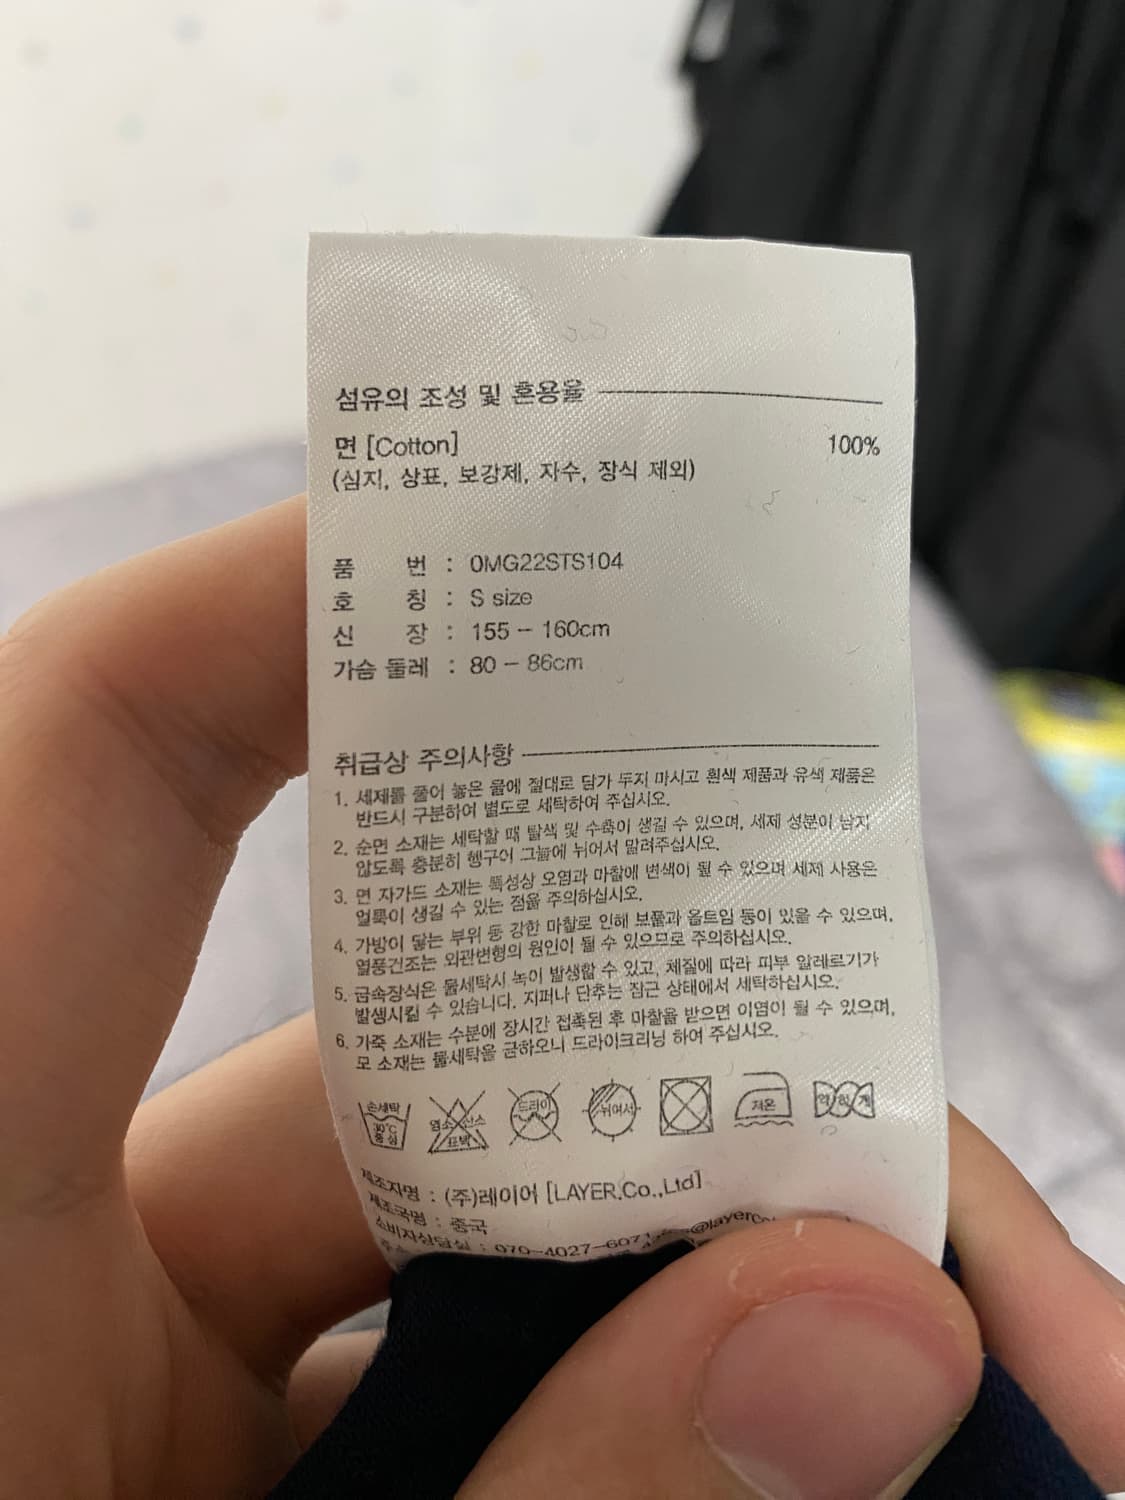 섬유의 조성 및 혼용율
면 [Cotton] 100%
(심지, 상표, 보강제, 자수, 장식 제외)
품 번 : 0MG22STS104
호 칭 : S size
신 장 : 155 - 160cm
가슴 둘레 : 80 - 86cm
취급상 주의사항
1. 세제를 풀어 놓은 물에 절대로 담가 두지 마시고 흰색 제품과 유색 제품은
반드시 구분하여 별도로 세탁하여 주십시오.
2. 순면 소재는 세탁할 때 탈색 및 수축이 생길 수 있으며, 세제 성분이 남지
않도록 충분히 헹구어 그늘에 뉘어서 말려주십시오.
3. 면 자가드 소재는 특성상 오염과 마찰에 변색이 될 수 있으며 세제 사용은
얼룩이 생길 수 있는 점을 주의하십시오.
4. 가방이 닿는 부위 등 강한 마찰로 인해 보풀과 올트임 등이 있을 수 있으며,
열풍건조는 외관변형의 원인이 될 수 있으므로 주의하십시오.
5. 금속장식은 물세탁시 녹이 발생할 수 있고, 체질에 따라 피부 알레르기가
발생시킬 수 있습니다. 지퍼나 단추는 잠근 상태에서 세탁하십시오.
6. 가죽 소재는 수분에 장시간 접촉된 후 마찰을 받으면 이염이 될 수 있으며,
모 소재는 물세탁을 금하오니 드라이크리닝 하여 주십시오.
손세탁 30℃ 중성 염소 산소 표백 드라이 뉘어서 저온 약하게
제조자명 : (주)레이어 [LAYER.Co.,Ltd]
제조국명 : 중국
소비자상담실 : 070-4027-6071